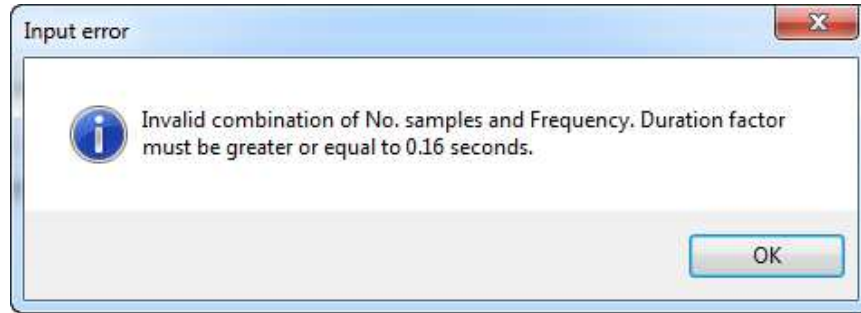 Input error
Invalid combination of No. samples and Frequency. Duration factor
must be greater or equal to 0.16 seconds.
OK